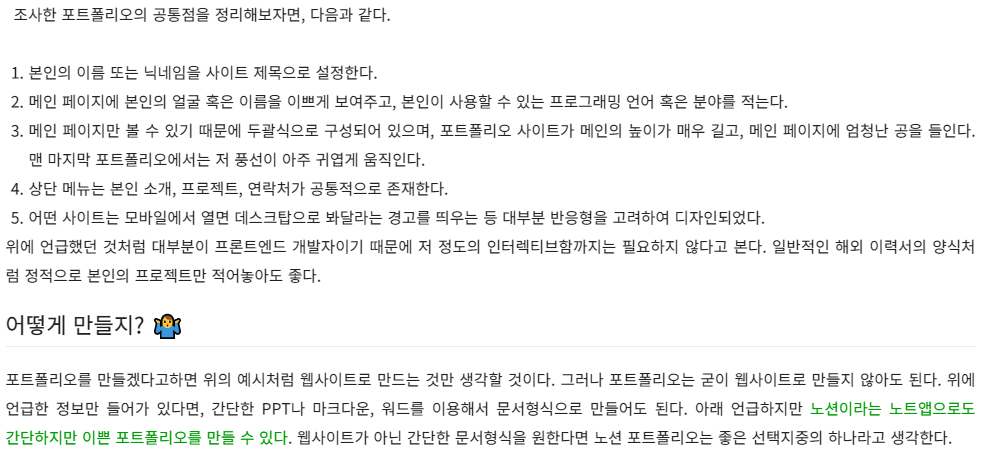 조사한 포트폴리오의 공통점을 정리해보자면, 다음과 같다.
1. 본인의 이름 또는 닉네임을 사이트 제목으로 설정한다.
2. 메인 페이지에 본인의 얼굴 혹은 이름을 이쁘게 보여주고, 본인이 사용할 수 있는 프로그래밍 언어 혹은 분야를 적는다.
3. 메인 페이지만 볼 수 있기 때문에 두괄식으로 구성되어 있으며, 포트폴리오 사이트가 메인의 높이가 매우 길고, 메인 페이지에 엄청난 공을 들인다.
맨 마지막 포트폴리오에서는 저 풍선이 아주 귀엽게 움직인다.
4. 상단 메뉴는 본인 소개, 프로젝트, 연락처가 공통적으로 존재한다.
5. 어떤 사이트는 모바일에서 열면 데스크탑으로 봐달라는 경고를 띄우는 등 대부분 반응형을 고려하여 디자인되었다.
위에 언급했던 것처럼 대부분이 프론트엔드 개발자이기 때문에 저 정도의 인터렉티브함까지는 필요하지 않다고 본다. 일반적인 해외 이력서의 양식처
럼 정적으로 본인의 프로젝트만 적어놓아도 좋다.
어떻게 만들지? 🤷‍♂️
포트폴리오를 만들겠다고하면 위의 예시처럼 웹사이트로 만드는 것만 생각할 것이다. 그러나 포트폴리오는 굳이 웹사이트로 만들지 않아도 된다. 위에
언급한 정보만 들어가 있다면, 간단한 PPT나 마크다운, 워드를 이용해서 문서형식으로 만들어도 된다. 아래 언급하지만 노션이라는 노트앱으로도
간단하지만 이쁜 포트폴리오를 만들 수 있다. 웹사이트가 아닌 간단한 문서형식을 원한다면 노션 포트폴리오는 좋은 선택지중의 하나라고 생각한다.